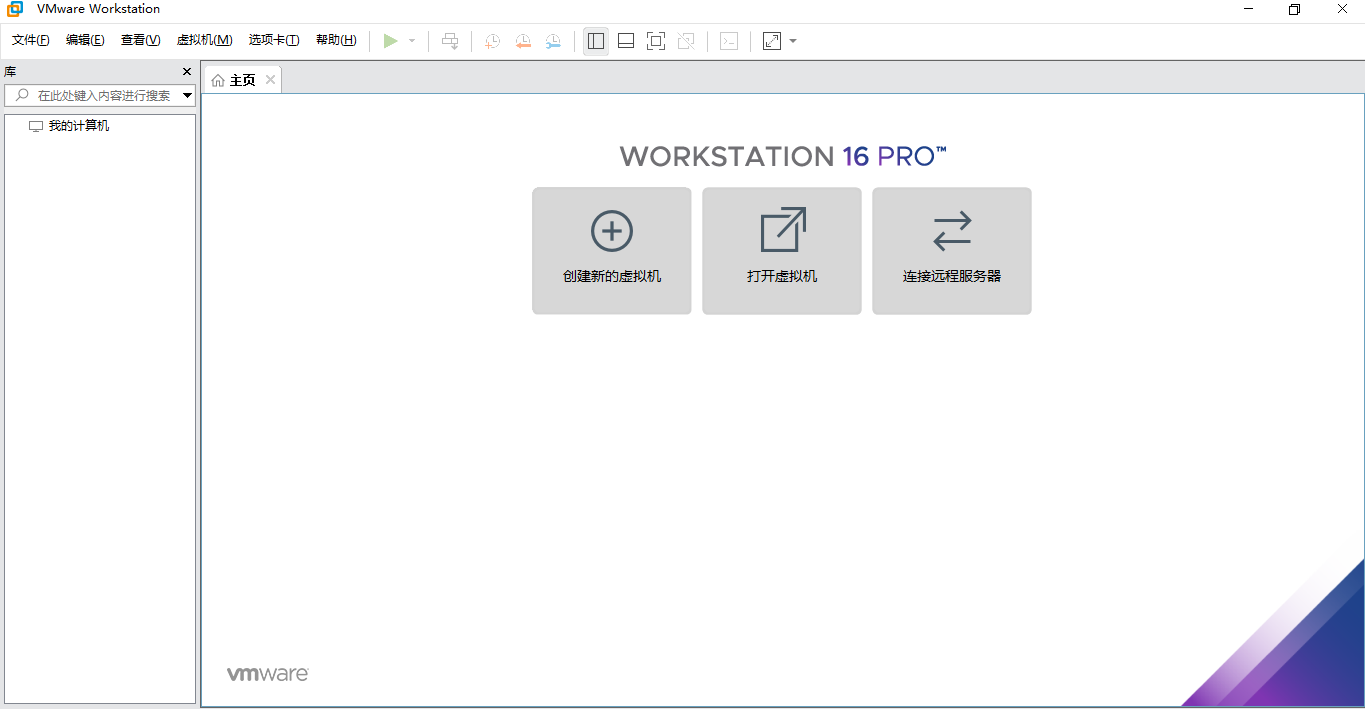 VMware Workstation
文件(F) 编辑(E) 查看(V) 虚拟机(M) 选项卡(T) 帮助(H)
库
在此处键入内容进行搜索
我的计算机
主页
WORKSTATION 16 PRO™
创建新的虚拟机 打开虚拟机 连接远程服务器
vmware